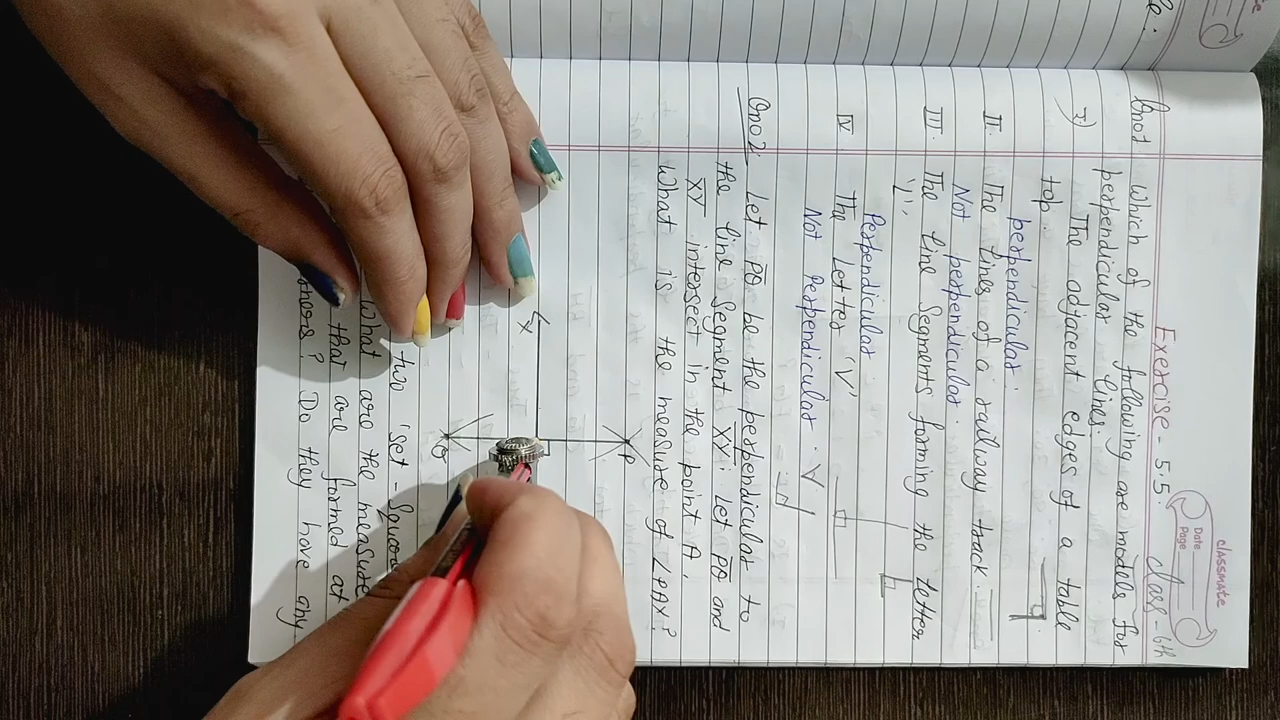 classmate
Date
Page
Exercise - 5.5. class - 6th
Qno1 Which of the following are models for
perpendicular lines.
I) The adjacent edges of a table
top.
perpendicular.
II. The lines of a railway track.
Not perpendicular.
III. The line Segments forming the letter
'L'.
Perpendicular
IV The Letter 'V'
Not Perpendicular. V
Qno2. Let PQ be the perpendicular to
the line Segment XY. Let PQ and
XY intersect in the point A.
What is the measure of ∠PAX?
P
X
Q
two 'Set - Squares
What are the measure
that are formed at
Do they have any